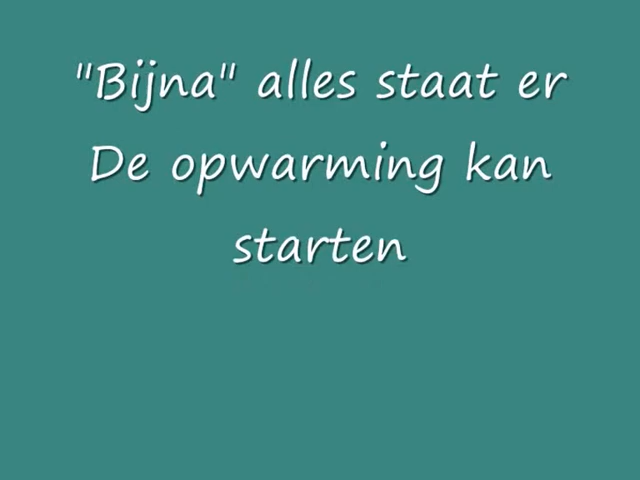 "Bijna" alles staat er
De opwarming kan
starten